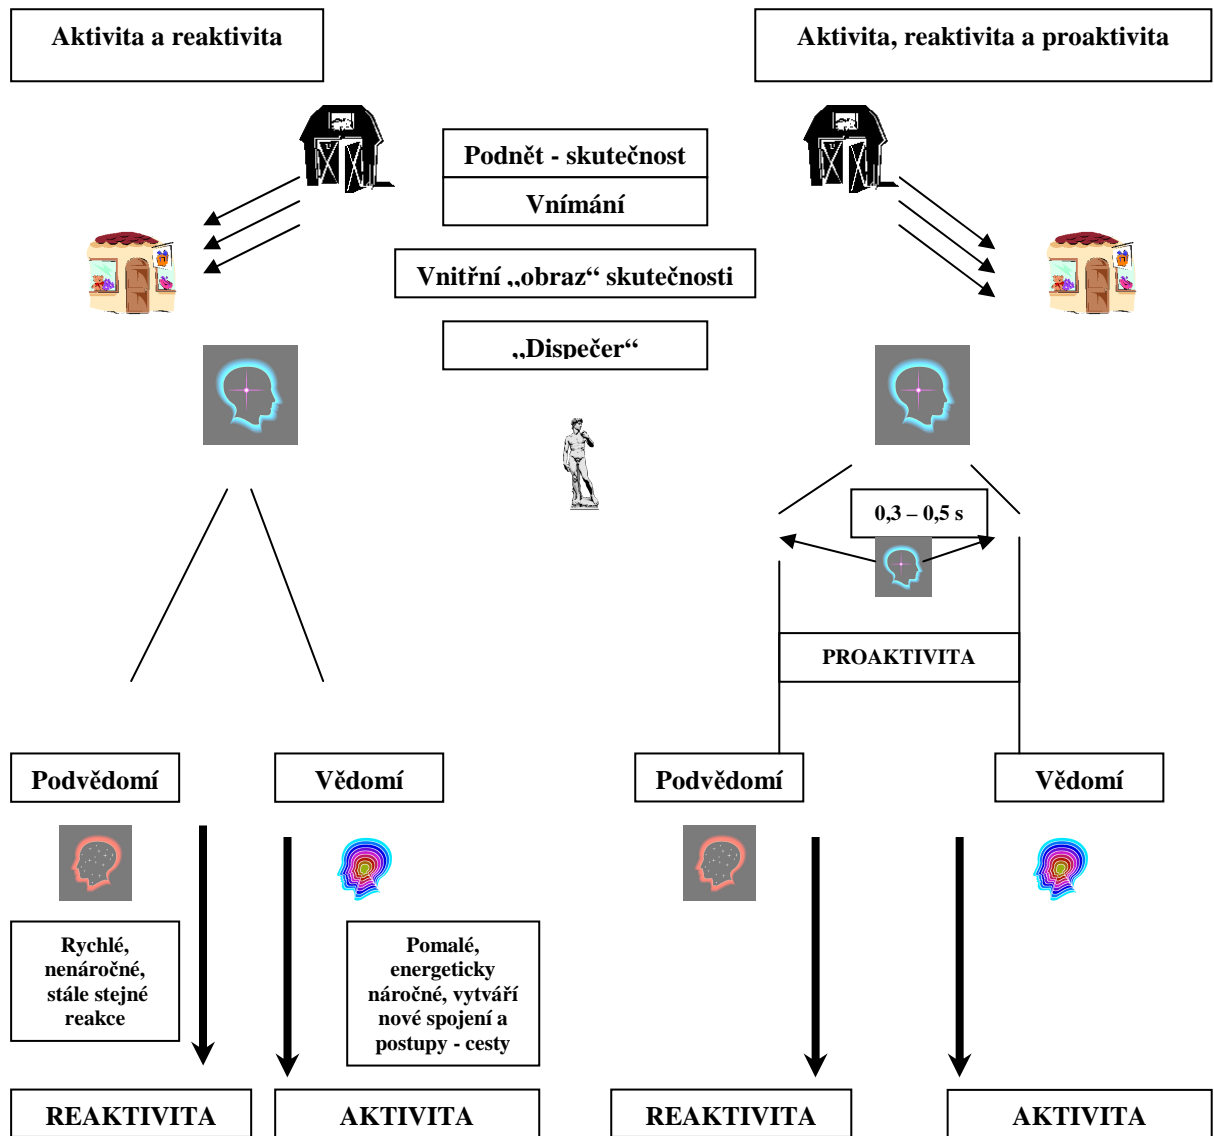 Aktivita a reaktivita
Aktivita, reaktivita a proaktivita
Podnět - skutečnost
Vnímání
Vnitřní „obraz“ skutečnosti
„Dispečer“
0,3 – 0,5 s
PROAKTIVITA
Podvědomí
Vědomí
Podvědomí
Vědomí
Rychlé,
nenáročné,
stále stejné
reakce
Pomalé,
energeticky
náročné, vytváří
nové spojení a
postupy - cesty
REAKTIVITA
AKTIVITA
REAKTIVITA
AKTIVITA